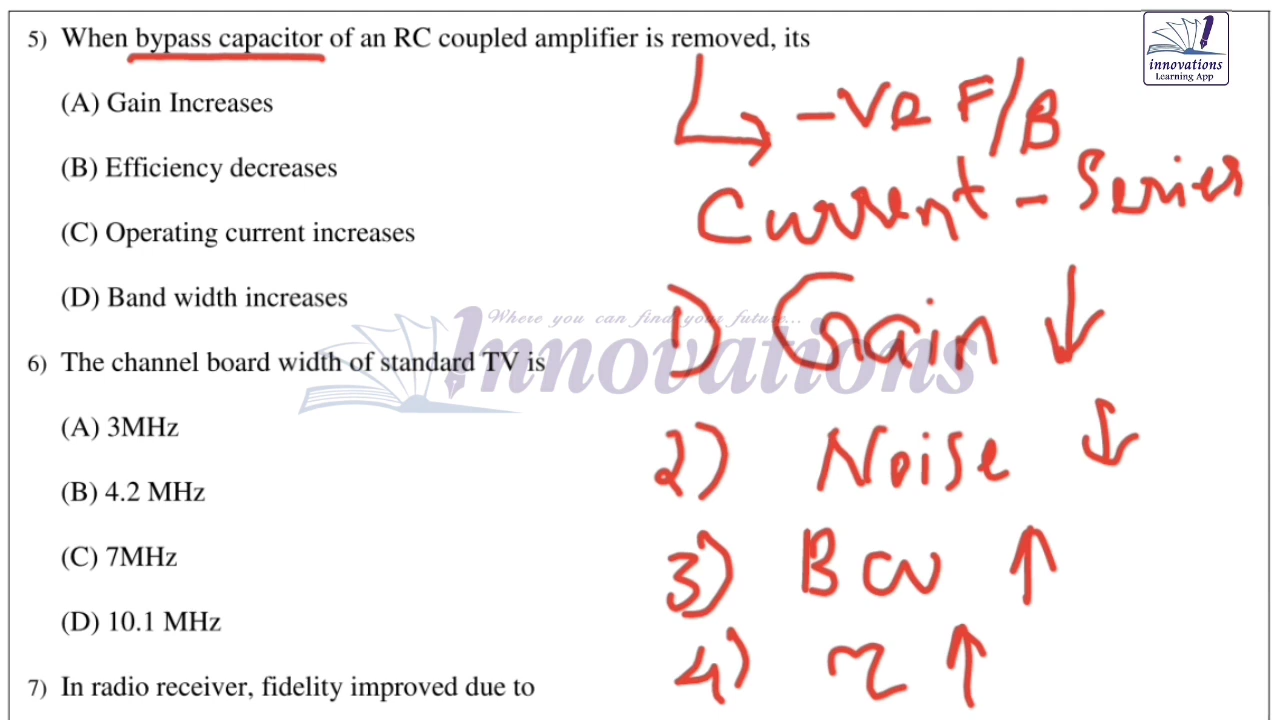 5) When bypass capacitor of an RC coupled amplifier is removed, its
(A) Gain Increases
(B) Efficiency decreases
(C) Operating current increases
(D) Band width increases
6) The channel board width of standard TV is
(A) 3MHz
(B) 4.2 MHz
(C) 7MHz
(D) 10.1 MHz
7) In radio receiver, fidelity improved due to
↳ -ve F/B
Current - Series
1) Gain ↓
2) Noise ↓
3) BW ↑
4) η ↑
innovations
Learning App
Where you can find your future...
Innovations